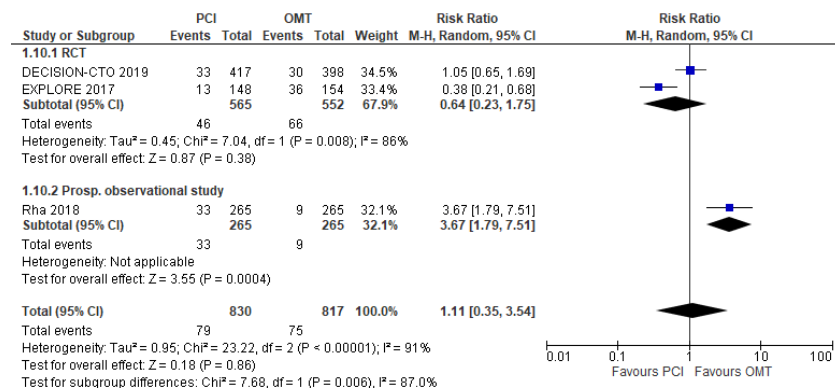 PCI OMT Risk Ratio Risk Ratio
Study or Subgroup Events Total Events Total Weight M-H, Random, 95% CI M-H, Random, 95% CI
1.10.1 RCT
DECISION-CTO 2019 33 417 30 398 34.5% 1.05 [0.65, 1.69]
EXPLORE 2017 13 148 36 154 33.4% 0.38 [0.21, 0.68]
Subtotal (95% CI) 565 552 67.9% 0.64 [0.23, 1.75]
Total events 46 66
Heterogeneity: Tau² = 0.45; Chi² = 7.04, df = 1 (P = 0.008); I² = 86%
Test for overall effect: Z = 0.87 (P = 0.38)
1.10.2 Prosp. observational study
Rha 2018 33 265 9 265 32.1% 3.67 [1.79, 7.51]
Subtotal (95% CI) 265 265 32.1% 3.67 [1.79, 7.51]
Total events 33 9
Heterogeneity: Not applicable
Test for overall effect: Z = 3.55 (P = 0.0004)
Total (95% CI) 830 817 100.0% 1.11 [0.35, 3.54]
Total events 79 75
Heterogeneity: Tau² = 0.95; Chi² = 23.22, df = 2 (P < 0.00001); I² = 91%
Test for overall effect: Z = 0.18 (P = 0.86)
Test for subgroup differences: Chi² = 7.68, df = 1 (P = 0.006), I² = 87.0%
0.01 0.1 1 10 100
Favours PCI Favours OMT